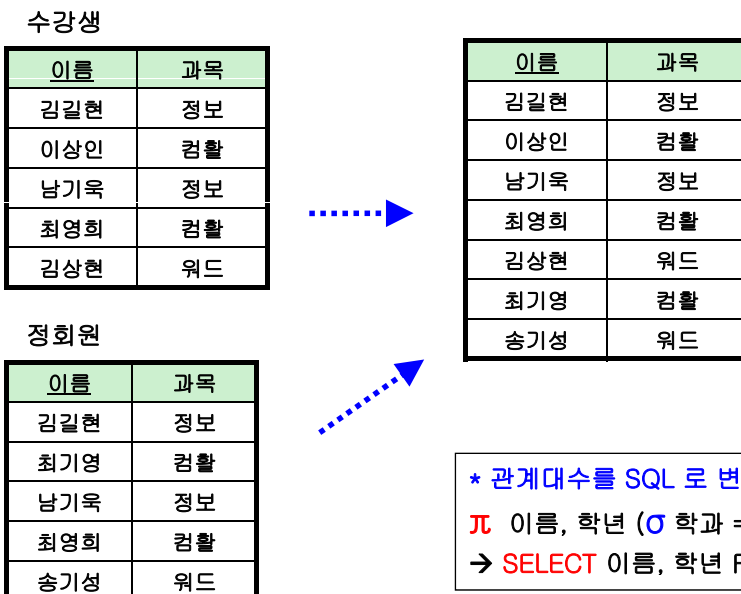 수강생
이름 과목
김길현 정보
이상인 컴활
남기욱 정보
최영희 컴활
김상현 워드
정회원
이름 과목
김길현 정보
최기영 컴활
남기욱 정보
최영희 컴활
송기성 워드
이름 과목
김길현 정보
이상인 컴활
남기욱 정보
최영희 컴활
김상현 워드
최기영 컴활
송기성 워드
* 관계대수를 SQL 로 변
π 이름, 학년 (σ 학과 =
→ SELECT 이름, 학년 F